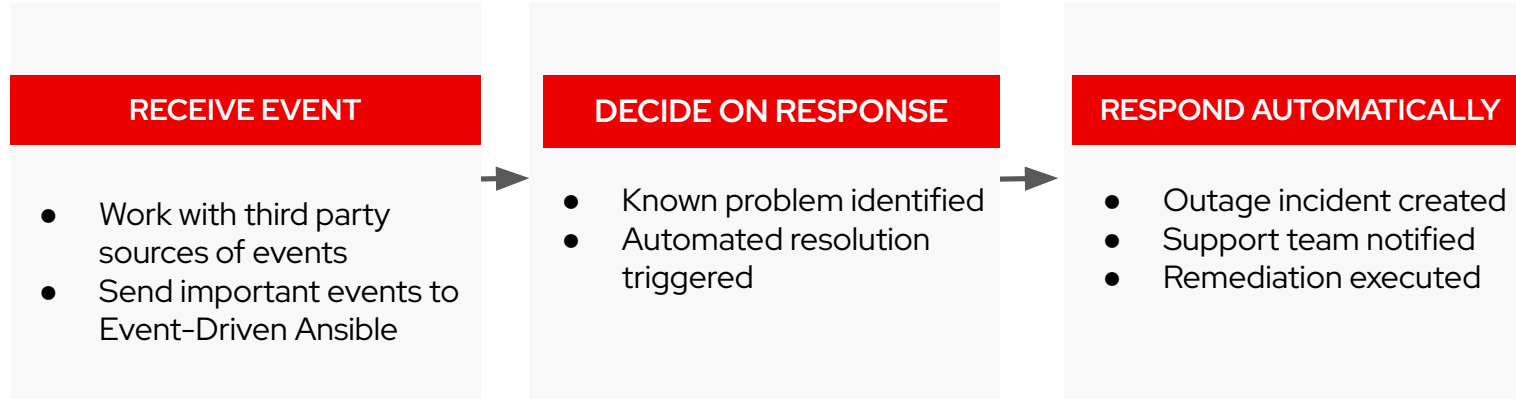 RECEIVE EVENT
● Work with third party
sources of events
● Send important events to
Event-Driven Ansible
DECIDE ON RESPONSE
● Known problem identified
● Automated resolution
triggered
RESPOND AUTOMATICALLY
● Outage incident created
● Support team notified
● Remediation executed